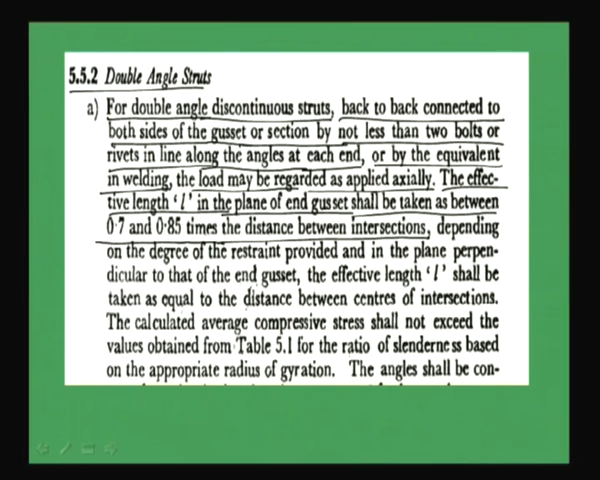 5.5.2 Double Angle Struts
a) For double angle discontinuous struts, back to back connected to
both sides of the gusset or section by not less than two bolts or
rivets in line along the angles at each end, or by the equivalent
in welding, the load may be regarded as applied axially. The effec-
tive length ‘l’ in the plane of end gusset shall be taken as between
0·7 and 0·85 times the distance between intersections, depending
on the degree of the restraint provided and in the plane perpen-
dicular to that of the end gusset, the effective length ‘l’ shall be
taken as equal to the distance between centres of intersections.
The calculated average compressive stress shall not exceed the
values obtained from Table 5.1 for the ratio of slenderness based
on the appropriate radius of gyration. The angles shall be con-